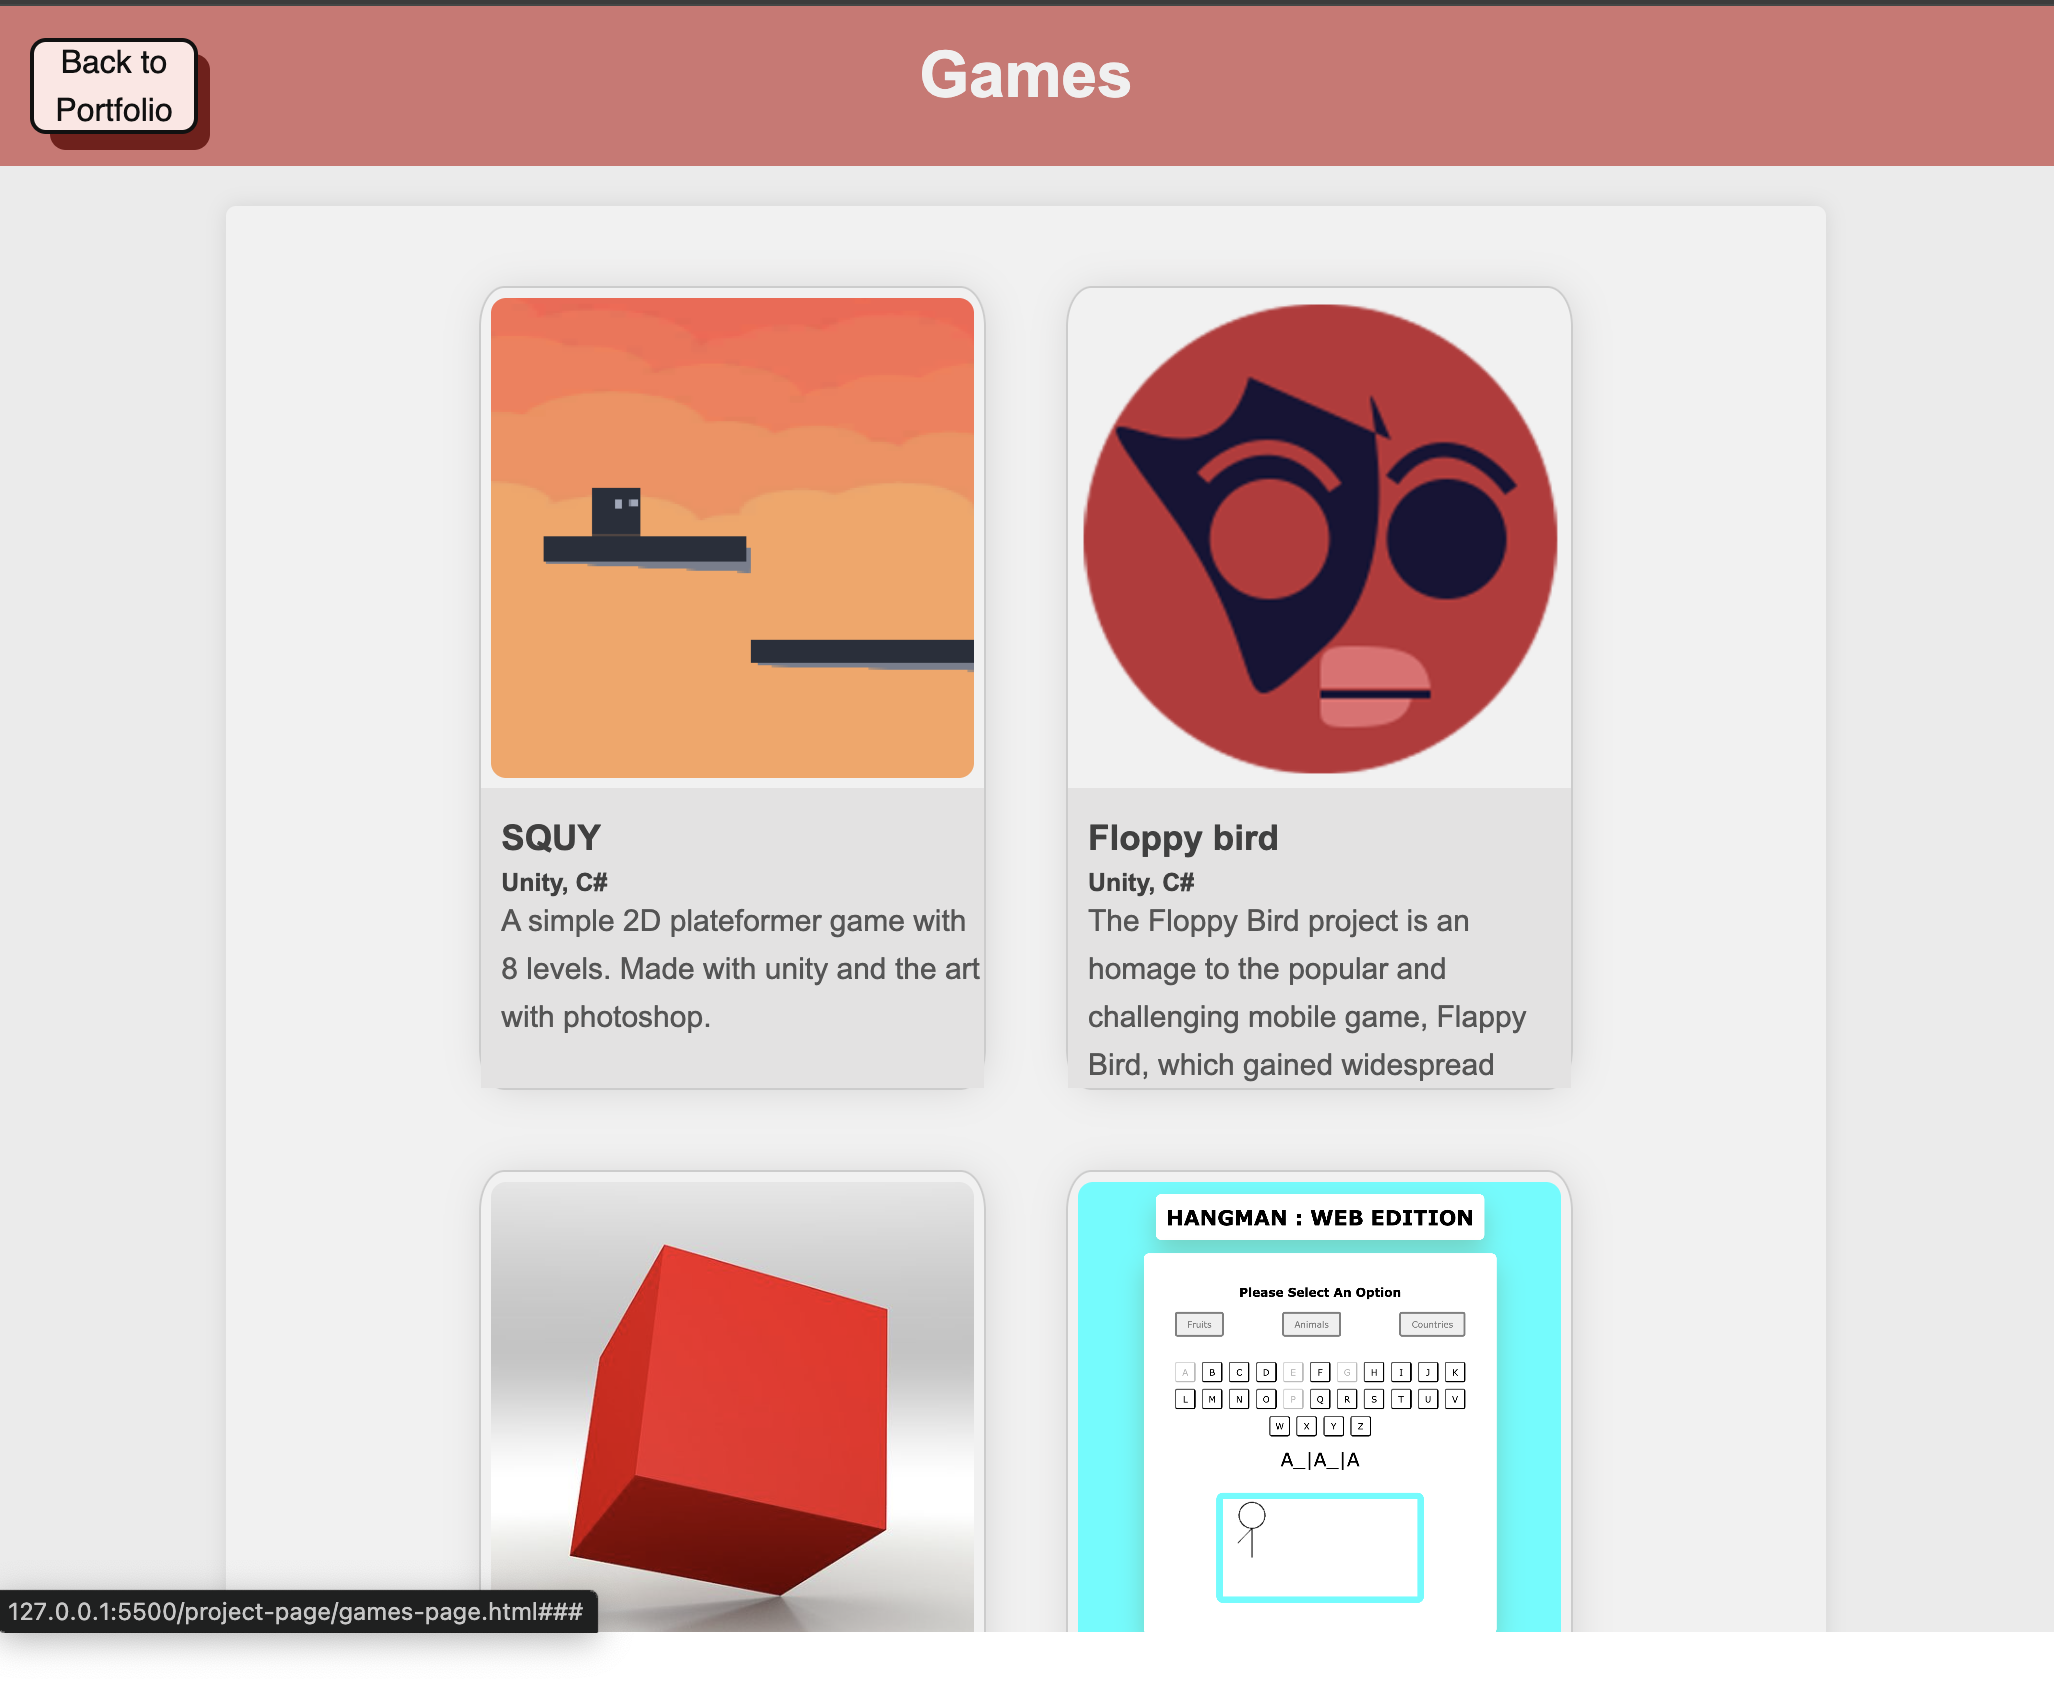 Back to
Portfolio
Games
SQUY
Unity, C#
A simple 2D plateformer game with
8 levels. Made with unity and the art
with photoshop.
Floppy bird
Unity, C#
The Floppy Bird project is an
homage to the popular and
challenging mobile game, Flappy
Bird, which gained widespread
HANGMAN : WEB EDITION
Please Select An Option
Fruits Animals Countries
A B C D E F G H I J K
L M N O P Q R S T U V
W X Y Z
A_|A_|A
127.0.0.1:5500/project-page/games-page.html###